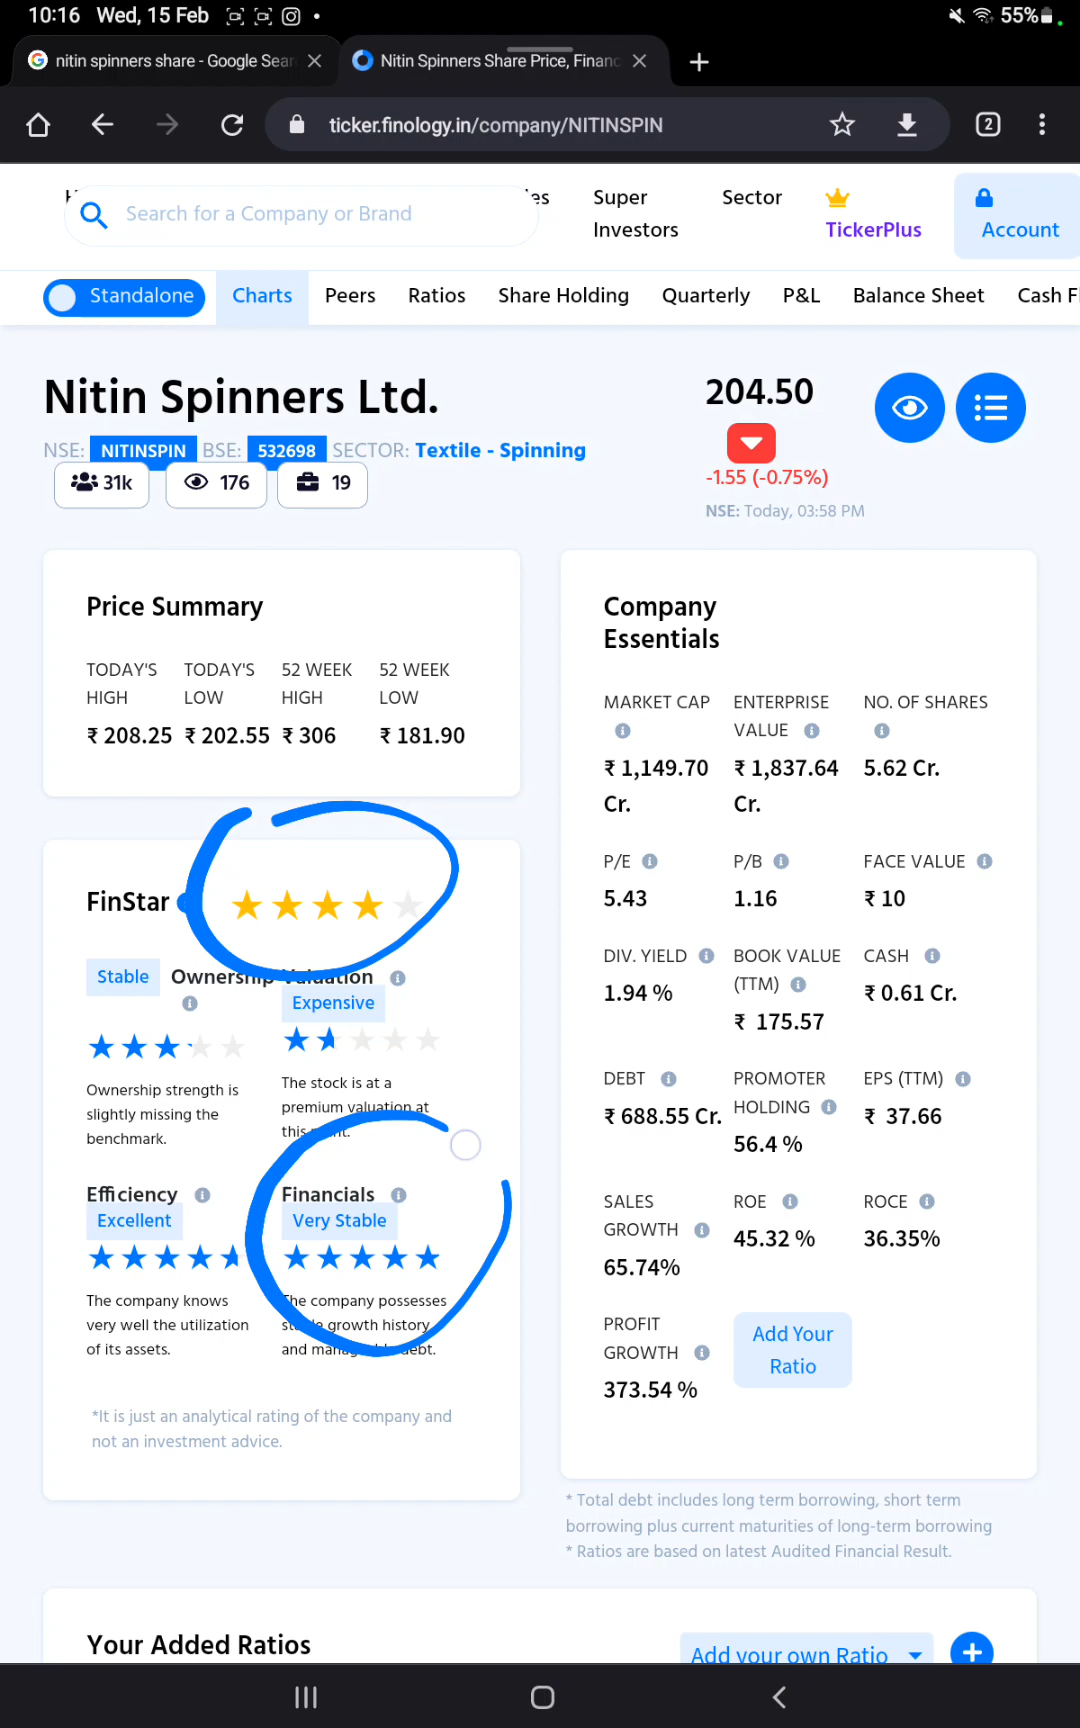 10:16 Wed, 15 Feb
55%
nitin spinners share - Google Sear
Nitin Spinners Share Price, Financ
ticker.finology.in/company/NITINSPIN
2
Search for a Company or Brand
Super Investors
Sector
TickerPlus
Account
Standalone
Charts
Peers
Ratios
Share Holding
Quarterly
P&L
Balance Sheet
Cash Fl
Nitin Spinners Ltd.
NSE: NITINSPIN BSE: 532698 SECTOR: Textile - Spinning
31k
176
19
204.50
-1.55 (-0.75%)
NSE: Today, 03:58 PM
Price Summary
TODAY'S HIGH
₹ 208.25
TODAY'S LOW
₹ 202.55
52 WEEK HIGH
₹ 306
52 WEEK LOW
₹ 181.90
FinStar
Stable Ownership
Ownership strength is
slightly missing the
benchmark.
Valuation
Expensive
The stock is at a
premium valuation at
this
Efficiency
Excellent
The company knows
very well the utilization
of its assets.
Financials
Very Stable
The company possesses
growth history
and debt.
*It is just an analytical rating of the company and
not an investment advice.
Company
Essentials
MARKET CAP
₹ 1,149.70
Cr.
ENTERPRISE
VALUE
₹ 1,837.64
Cr.
NO. OF SHARES
5.62 Cr.
P/E
5.43
P/B
1.16
FACE VALUE
₹ 10
DIV. YIELD
1.94 %
BOOK VALUE
(TTM)
₹ 175.57
CASH
₹ 0.61 Cr.
DEBT
₹ 688.55 Cr.
PROMOTER
HOLDING
56.4 %
EPS (TTM)
₹ 37.66
SALES
GROWTH
65.74%
ROE
45.32 %
ROCE
36.35%
PROFIT
GROWTH
373.54 %
Add Your
Ratio
* Total debt includes long term borrowing, short term
borrowing plus current maturities of long-term borrowing
* Ratios are based on latest Audited Financial Result.
Your Added Ratios
Add your own Ratio